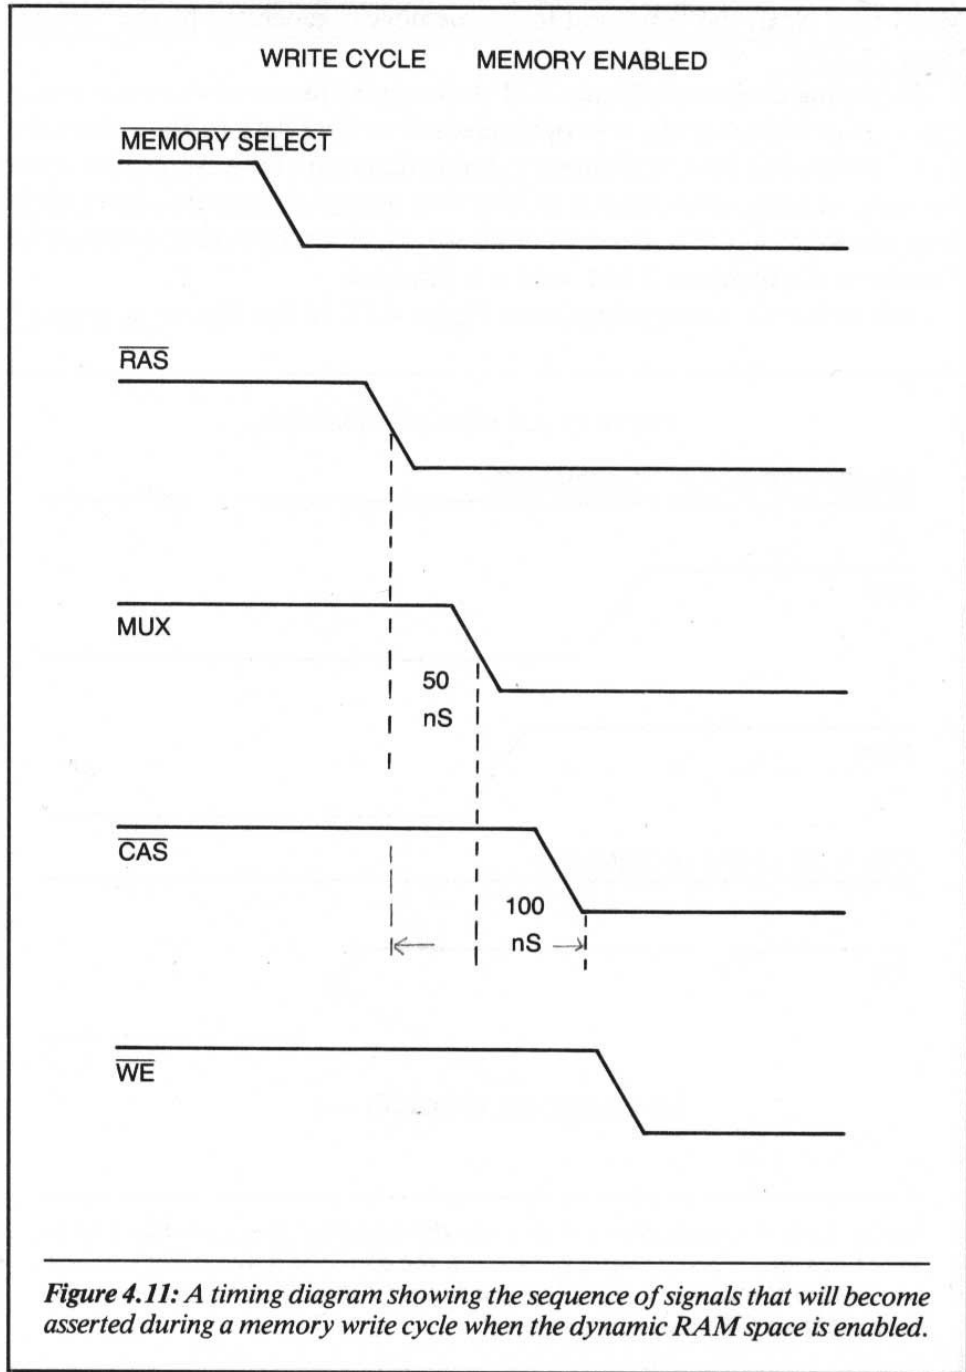 WRITE CYCLE MEMORY ENABLED
MEMORY SELECT
RAS
MUX
50
nS
CAS
100
nS
WE
Figure 4.11: A timing diagram showing the sequence of signals that will become
asserted during a memory write cycle when the dynamic RAM space is enabled.